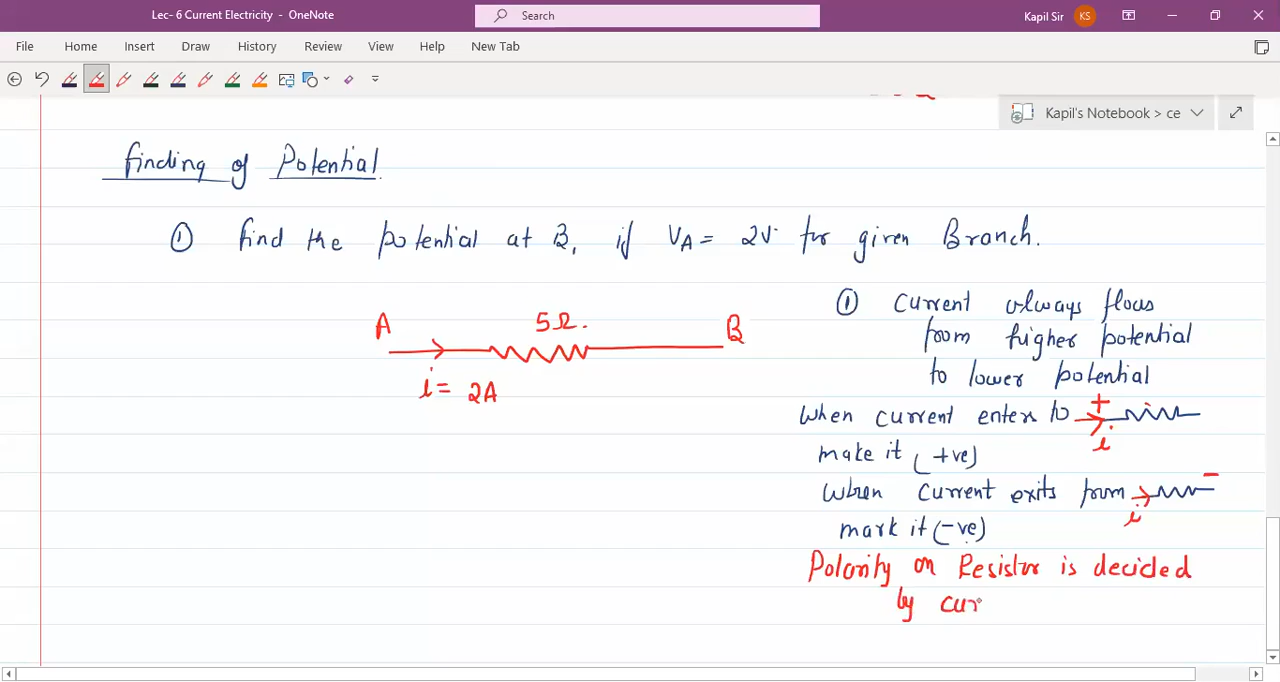 Lec- 6 Current Electricity - OneNote
Search
Kapil Sir KS
File Home Insert Draw History Review View Help New Tab
Kapil's Notebook > ce
finding of Potential
① find the potential at B, if VA = 2V for given Branch.
A 5Ω B
i = 2A
① Current always flows
from higher potential
to lower potential
When current enters to + i
make it (+ve)
When current exits from - i
mark it (-ve)
Polarity on Resistor is decided
by cur